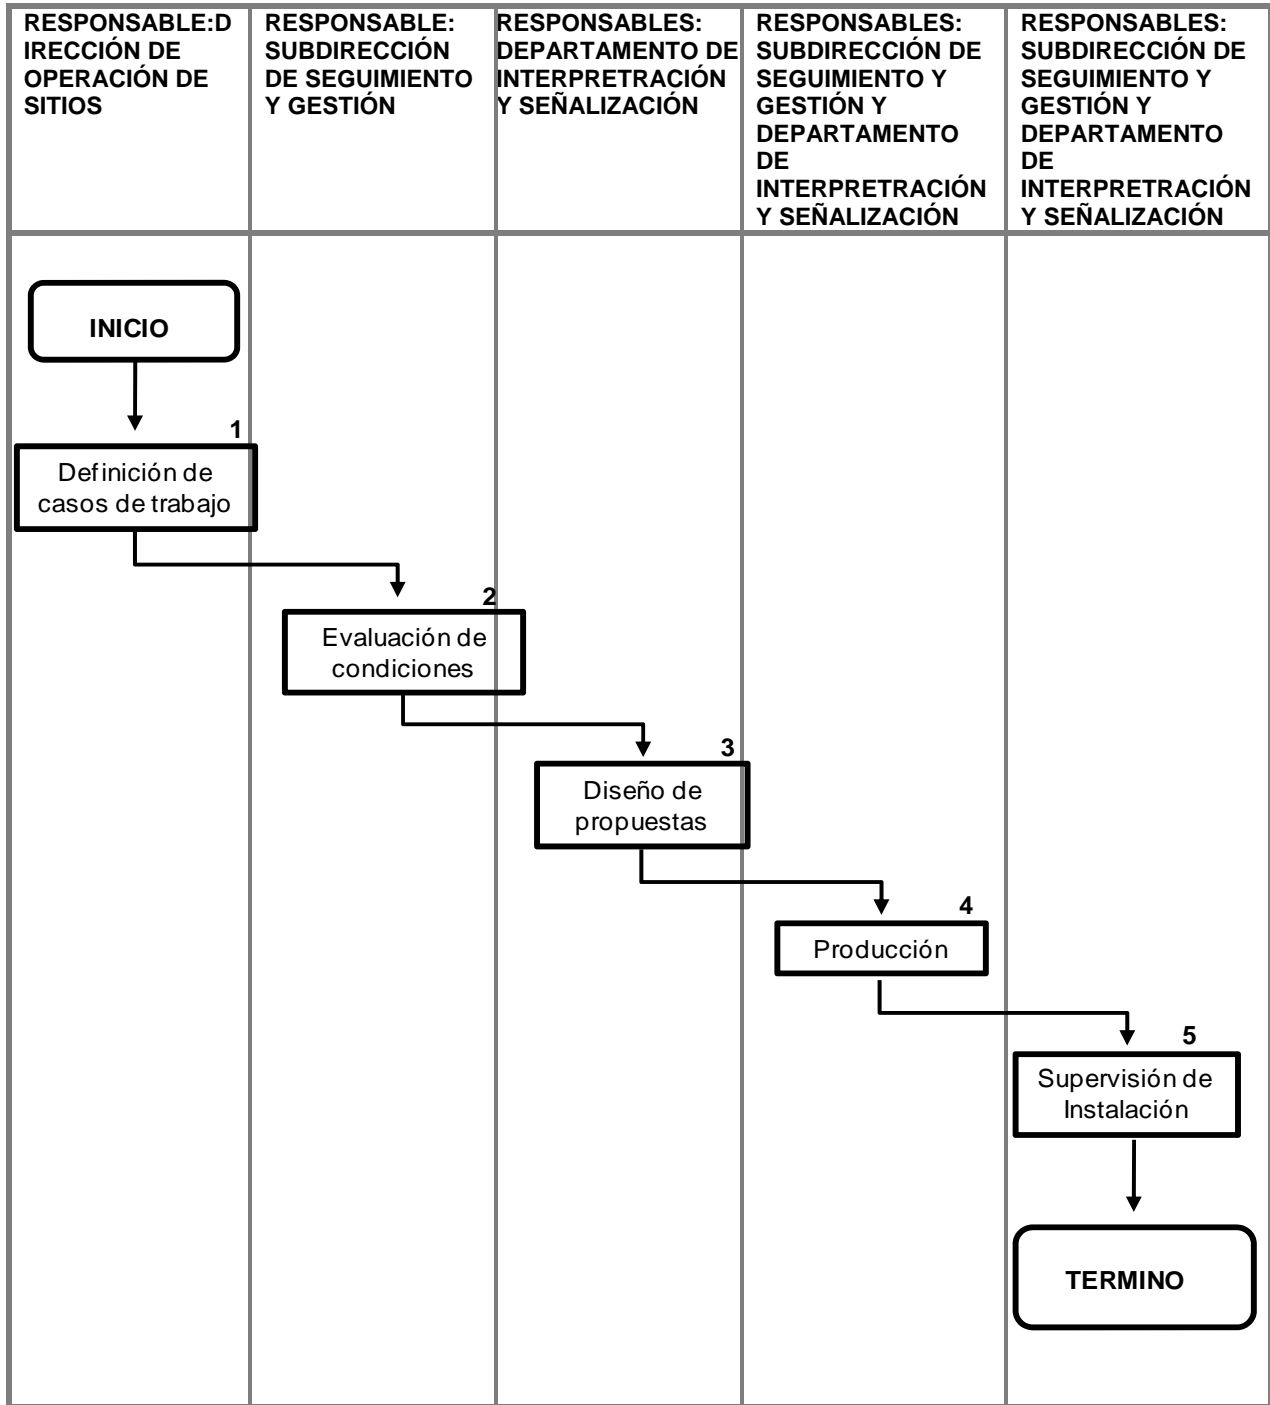 RESPONSABLE:D
IRECCIÓN DE
OPERACIÓN DE
SITIOS
RESPONSABLE:
SUBDIRECCIÓN
DE SEGUIMIENTO
Y GESTIÓN
RESPONSABLES:
DEPARTAMENTO DE
INTERPRETRACIÓN
Y SEÑALIZACIÓN
RESPONSABLES:
SUBDIRECCIÓN DE
SEGUIMIENTO Y
GESTIÓN Y
DEPARTAMENTO
DE
INTERPRETRACIÓN
Y SEÑALIZACIÓN
RESPONSABLES:
SUBDIRECCIÓN DE
SEGUIMIENTO Y
GESTIÓN Y
DEPARTAMENTO
DE
INTERPRETRACIÓN
Y SEÑALIZACIÓN
INICIO
1
Definición de
casos de trabajo
2
Evaluación de
condiciones
3
Diseño de
propuestas
4
Producción
5
Supervisión de
Instalación
TERMINO